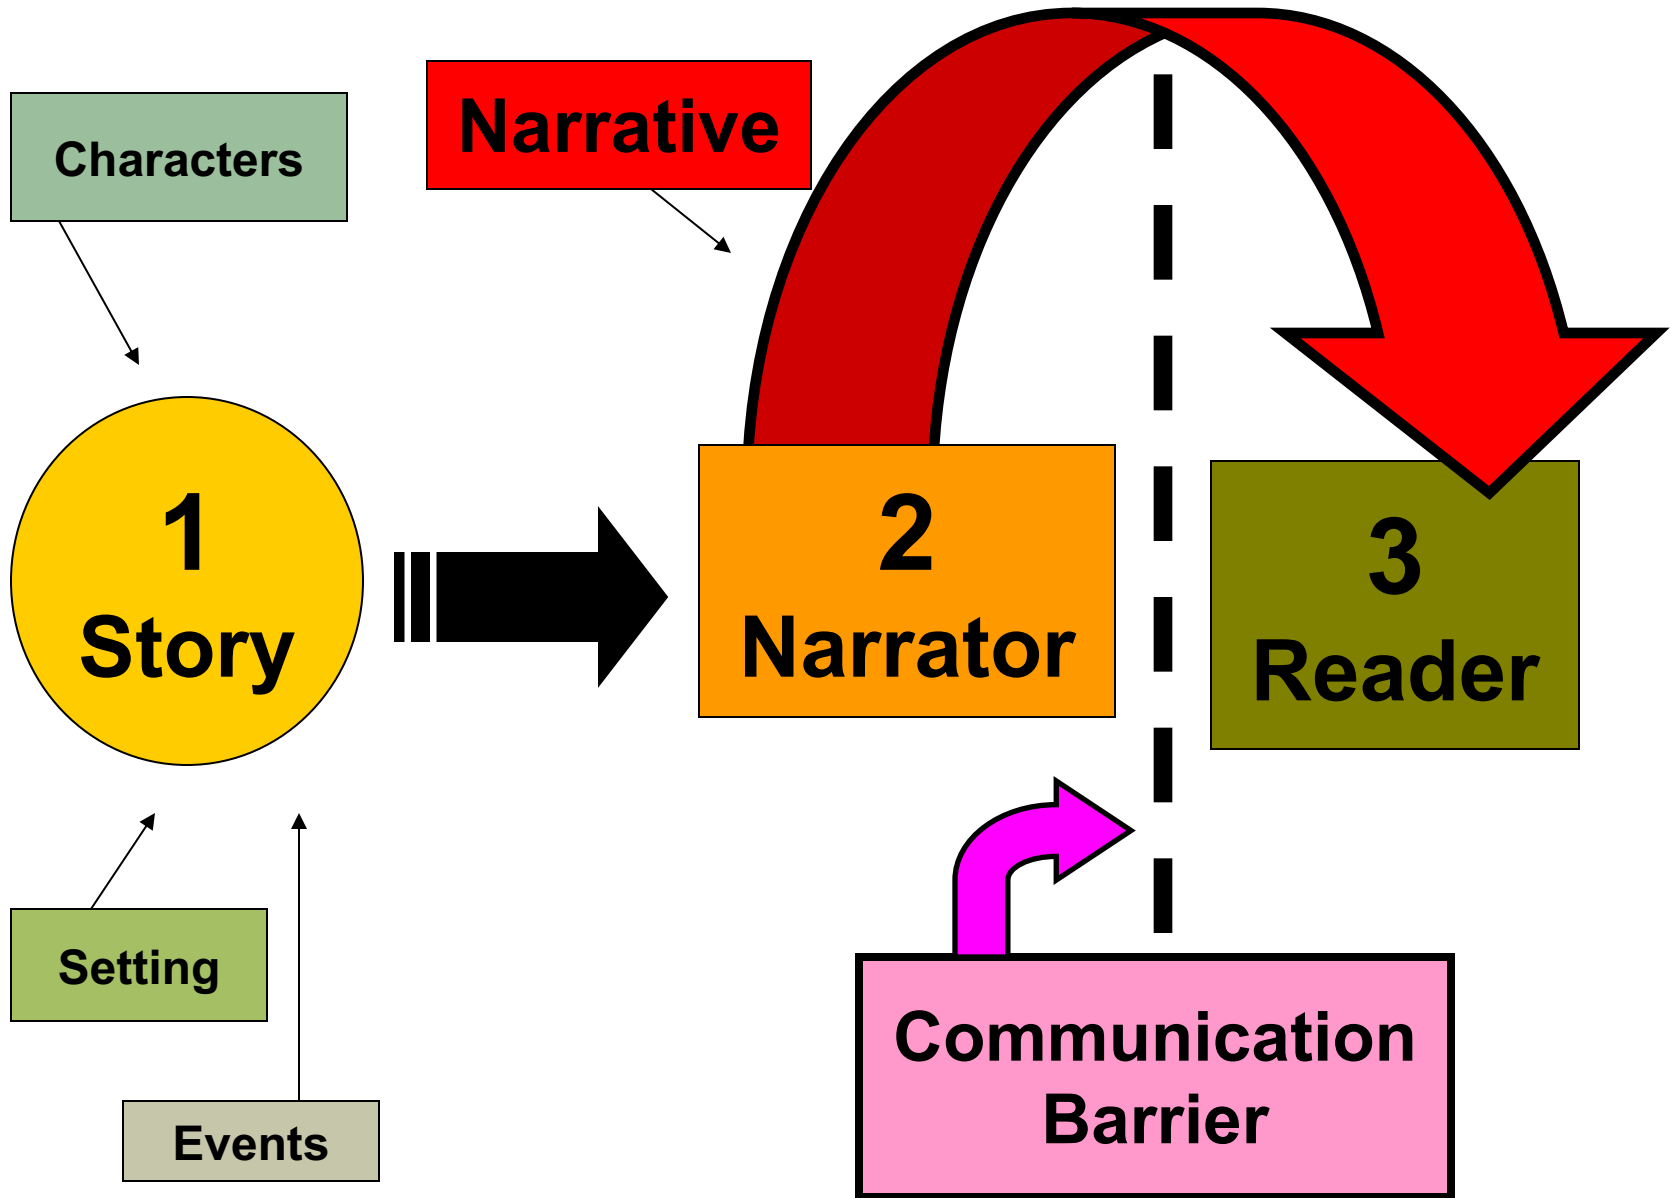 Narrative
Characters
1
Story
2
Narrator
3
Reader
Setting
Events
Communication
Barrier